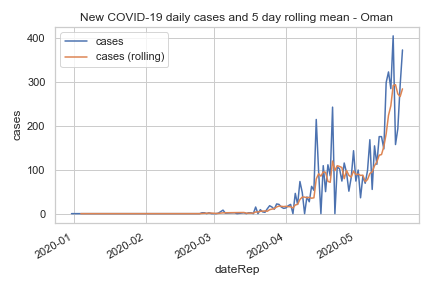 New COVID-19 daily cases and 5 day rolling mean - Oman
cases
cases (rolling)
400
300
200
100
0
cases
2020-01
2020-02
2020-03
2020-04
2020-05
dateRep